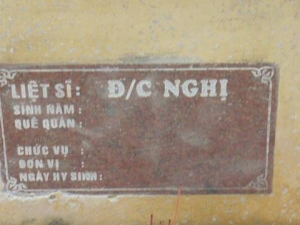 LIỆT SĨ : Đ/C NGHỊ
SINH NĂM :
QUÊ QUÁN :
CHỨC VỤ :
ĐƠN VỊ :
NGÀY HY SINH :